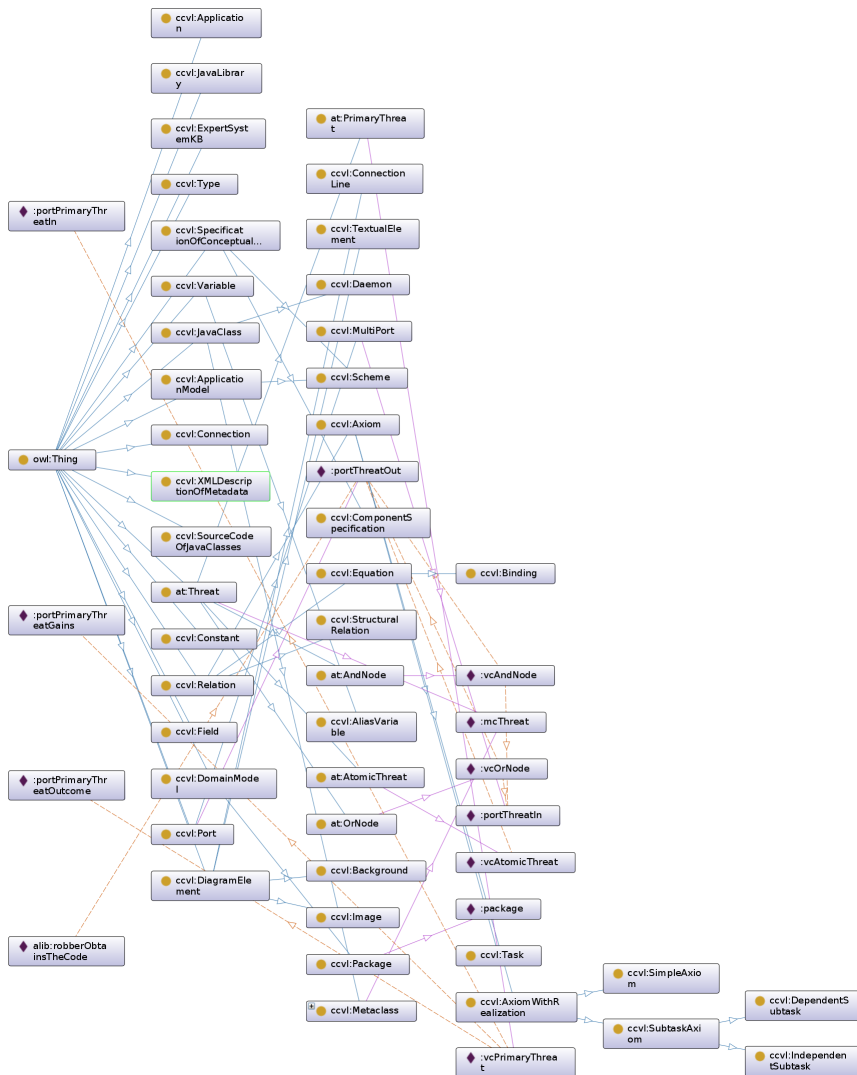 ccvl:Applicatio
n
ccvl:JavaLibrar
y
ccvl:ExpertSyst
emKB
ccvl:Type
ccvl:Specificat
ionOfConceptual...
ccvl:Variable
ccvl:JavaClass
ccvl:Applicatio
nModel
ccvl:Connection
ccvl:XMLDescrip
tionOfMetadata
ccvl:SourceCode
OfJavaClasses
at:Threat
ccvl:Constant
ccvl:Relation
ccvl:Field
ccvl:DomainMode
l
ccvl:Port
ccvl:DiagramEle
ment
:portPrimaryThr
eatIn
owl:Thing
:portPrimaryThr
eatGains
:portPrimaryThr
eatOutcome
alib:robberObta
insTheCode
at:PrimaryThrea
t
ccvl:Connection
Line
ccvl:TextualEle
ment
ccvl:Daemon
ccvl:MultiPort
ccvl:Scheme
ccvl:Axiom
:portThreatOut
ccvl:ComponentS
pecification
ccvl:Equation
ccvl:Structural
Relation
at:AndNode
ccvl:AliasVaria
ble
at:AtomicThreat
at:OrNode
ccvl:Background
ccvl:Image
ccvl:Package
ccvl:Metaclass
ccvl:Binding
:vcAndNode
:mcThreat
:vcOrNode
:portThreatIn
:vcAtomicThreat
:package
ccvl:Task
ccvl:AxiomWithR
ealization
:vcPrimaryThrea
t
ccvl:SimpleAxio
m
ccvl:SubtaskAxi
om
ccvl:DependentS
ubtask
ccvl:Independen
tSubtask